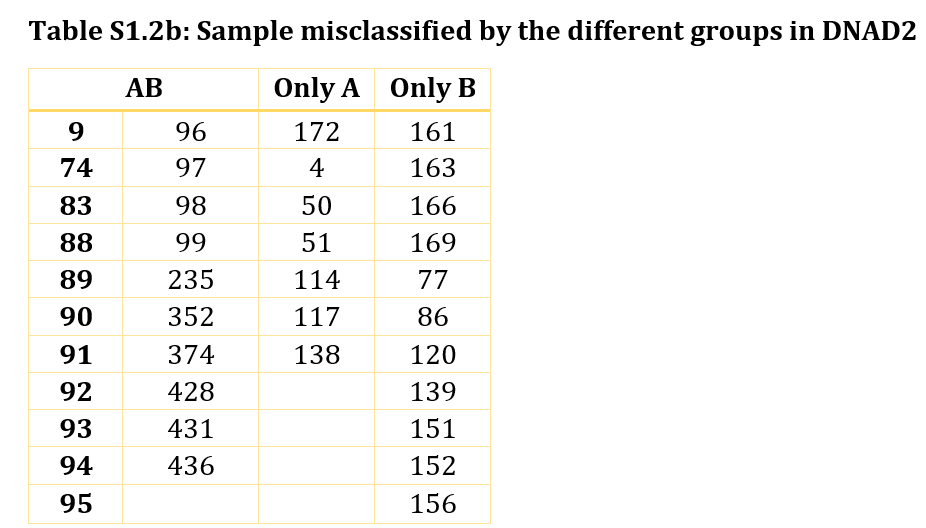 Table S1.2b: Sample misclassified by the different groups in DNAD2
AB Only A Only B
9 96 172 161
74 97 4 163
83 98 50 166
88 99 51 169
89 235 114 77
90 352 117 86
91 374 138 120
92 428 139
93 431 151
94 436 152
95 156